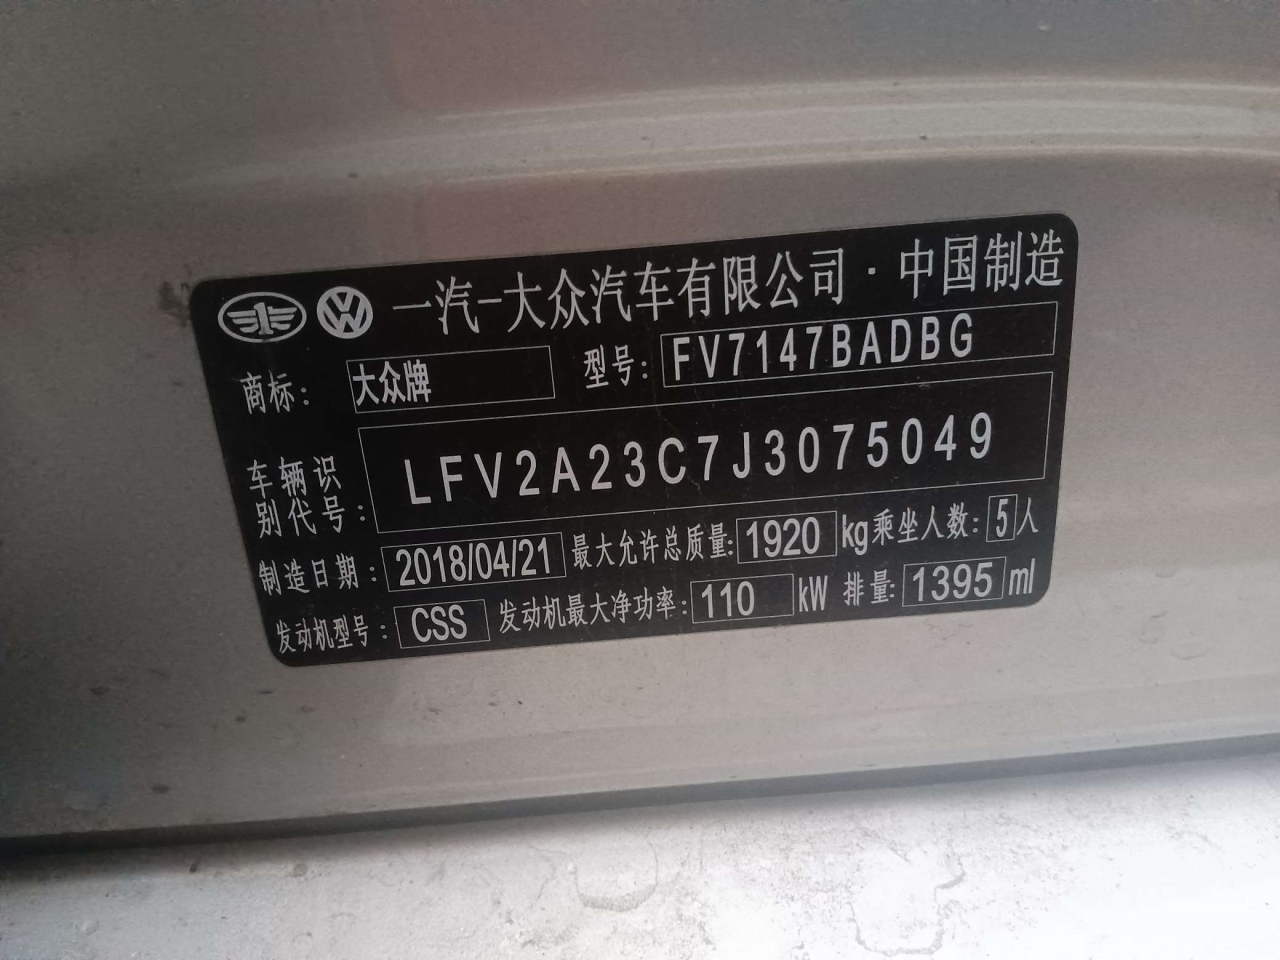 一汽-大众汽车有限公司·中国制造
商标: 大众牌 型号: FV7147BADBG
车辆识别代号: LFV2A23C7J3075049
制造日期: 2018/04/21 最大允许总质量: 1920 kg 乘坐人数: 5 人
发动机型号: CSS 发动机最大净功率: 110 kW 排量: 1395 ml